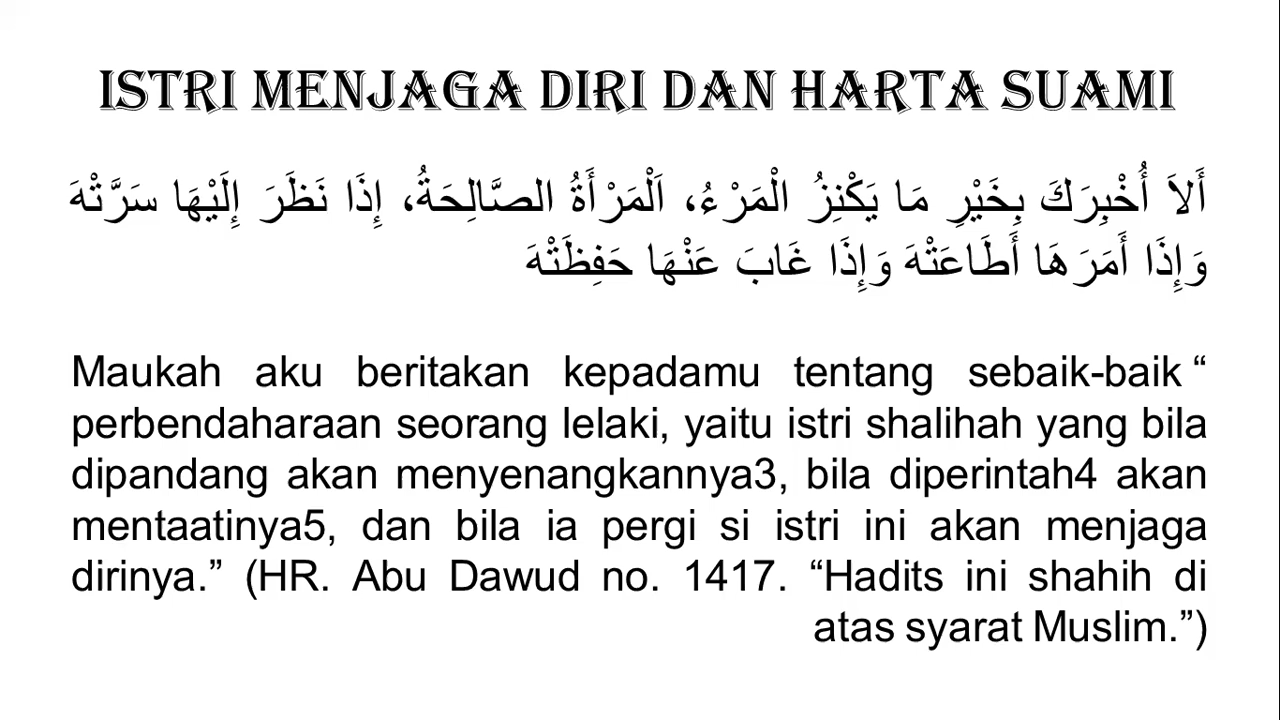 ISTRI MENJAGA DIRI DAN HARTA SUAMI
أَلاَ أُخْبِرَكَ بِخَيْرِ مَا يَكْنِزُ الْمَرْءُ، اَلْمَرْأَةُ الصَّالِحَةُ، إِذَا نَظَرَ إِلَيْهَا سَرَّتْهَ
وَإِذَا أَمَرَهَا أَطَاعَتْهَ وَإِذَا غَابَ عَنْهَا حَفِظَتْهَ
Maukah aku beritakan kepadamu tentang sebaik-baik “
perbendaharaan seorang lelaki, yaitu istri shalihah yang bila
dipandang akan menyenangkannya3, bila diperintah4 akan
mentaatinya5, dan bila ia pergi si istri ini akan menjaga
dirinya.” (HR. Abu Dawud no. 1417. “Hadits ini shahih di
atas syarat Muslim.”)